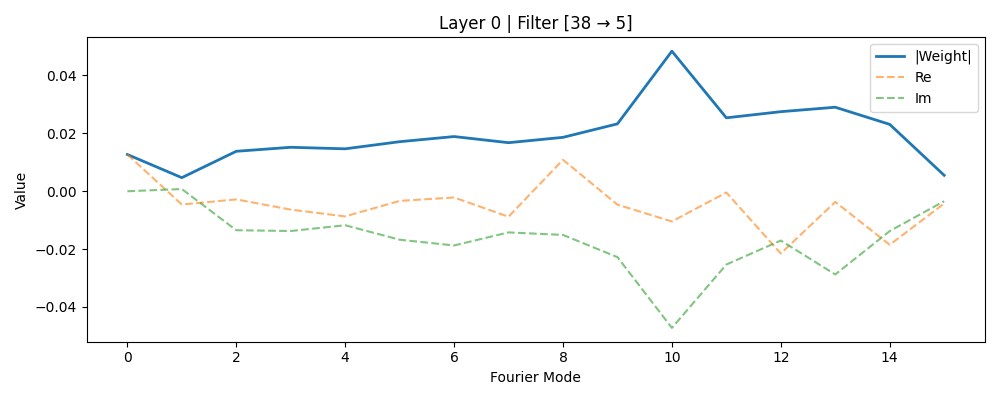 Layer 0 | Filter [38 → 5]
|Weight|
Re
Im
Value
0.04
0.02
0.00
−0.02
−0.04
0 2 4 6 8 10 12 14
Fourier Mode